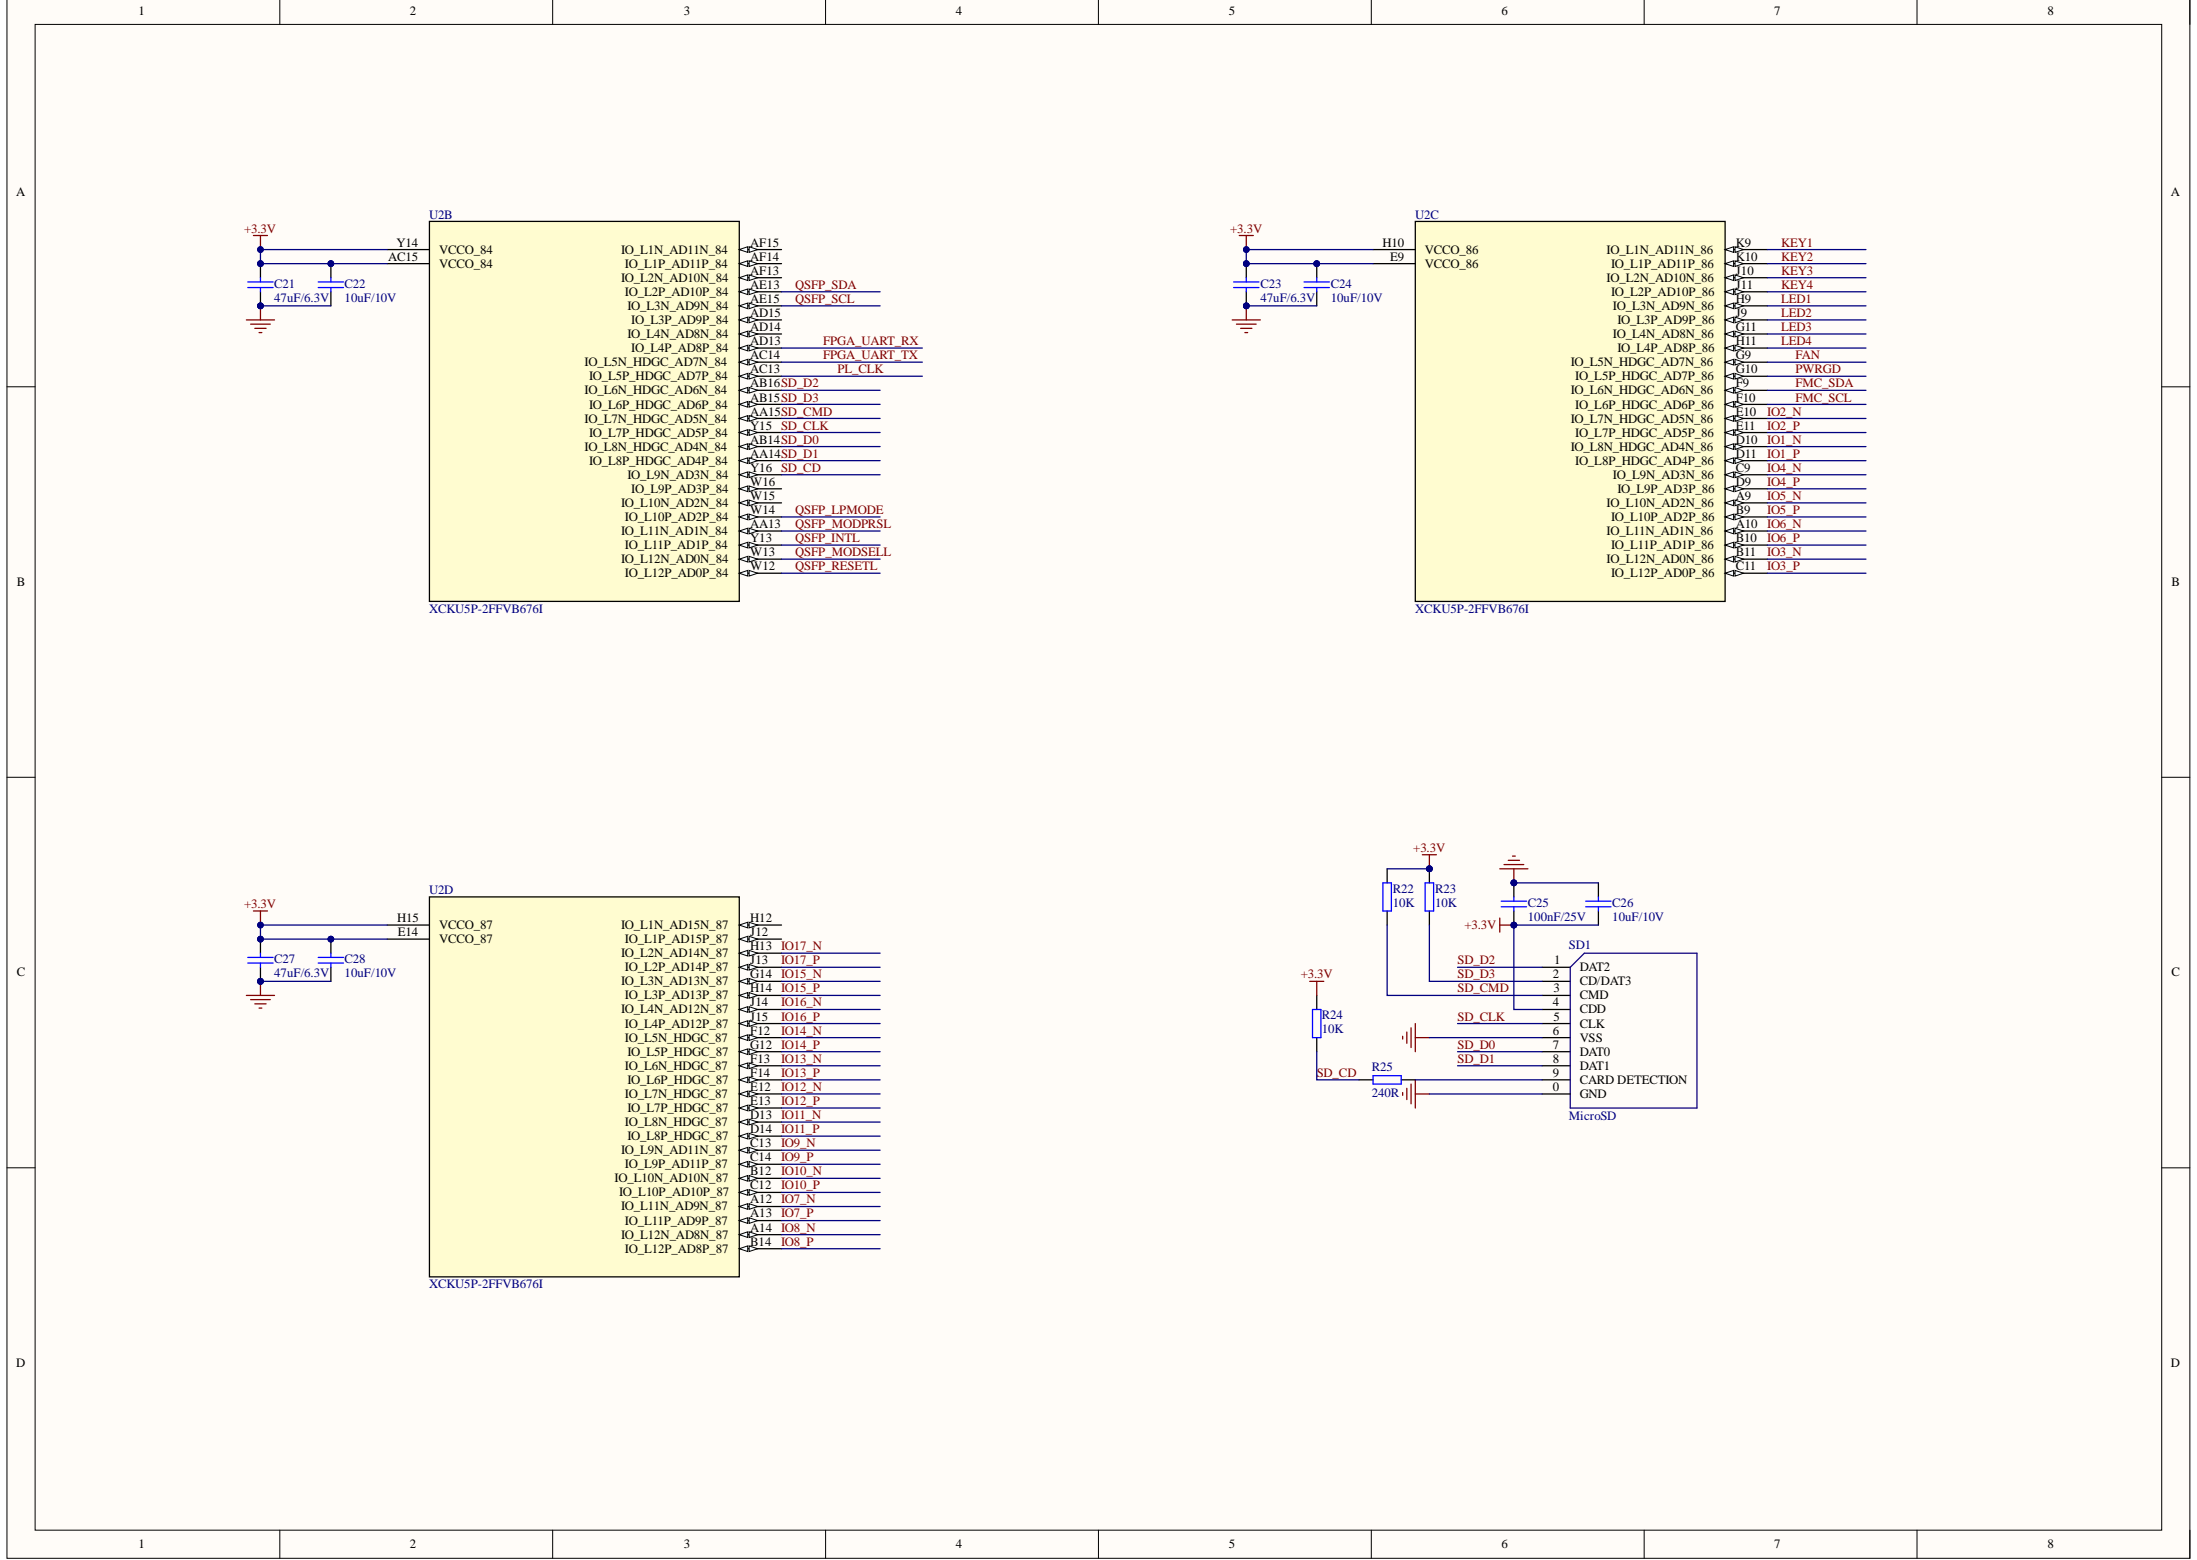 1 2 3 4 5 6 7 8
A A
U2B
+3.3V
Y14 VCCO_84
AC15 VCCO_84
C21 47uF/6.3V
C22 10uF/10V
IO_L1N_AD11N_84 AF15
IO_L1P_AD11P_84 AF14
IO_L2N_AD10N_84 AF13
IO_L2P_AD10P_84 AE13 QSFP_SDA
IO_L3N_AD9N_84 AE15 QSFP_SCL
IO_L3P_AD9P_84 AD15
IO_L4N_AD8N_84 AD14
IO_L4P_AD8P_84 AD13 FPGA_UART_RX
IO_L5N_HDGC_AD7N_84 AC14 FPGA_UART_TX
IO_L5P_HDGC_AD7P_84 AC13 PL_CLK
IO_L6N_HDGC_AD6N_84 AB16 SD_D2
IO_L6P_HDGC_AD6P_84 AB15 SD_D3
IO_L7N_HDGC_AD5N_84 AA15 SD_CMD
IO_L7P_HDGC_AD5P_84 Y15 SD_CLK
IO_L8N_HDGC_AD4N_84 AB14 SD_D0
IO_L8P_HDGC_AD4P_84 AA14 SD_D1
IO_L9N_AD3N_84 Y16 SD_CD
IO_L9P_AD3P_84 W16
IO_L10N_AD2N_84 W15
IO_L10P_AD2P_84 W14 QSFP_LPMODE
IO_L11N_AD1N_84 AA13 QSFP_MODPRSL
IO_L11P_AD1P_84 Y13 QSFP_INTL
IO_L12N_AD0N_84 W13 QSFP_MODSELL
IO_L12P_AD0P_84 W12 QSFP_RESETL
XCKU5P-2FFVB676I
U2C
+3.3V
H10 VCCO_86
E9 VCCO_86
C23 47uF/6.3V
C24 10uF/10V
IO_L1N_AD11N_86 K9 KEY1
IO_L1P_AD11P_86 K10 KEY2
IO_L2N_AD10N_86 J10 KEY3
IO_L2P_AD10P_86 J11 KEY4
IO_L3N_AD9N_86 H9 LED1
IO_L3P_AD9P_86 J9 LED2
IO_L4N_AD8N_86 G11 LED3
IO_L4P_AD8P_86 H11 LED4
IO_L5N_HDGC_AD7N_86 G9 FAN
IO_L5P_HDGC_AD7P_86 G10 PWRGD
IO_L6N_HDGC_AD6N_86 F9 FMC_SDA
IO_L6P_HDGC_AD6P_86 F10 FMC_SCL
IO_L7N_HDGC_AD5N_86 E10 IO2_N
IO_L7P_HDGC_AD5P_86 E11 IO2_P
IO_L8N_HDGC_AD4N_86 D10 IO1_N
IO_L8P_HDGC_AD4P_86 D11 IO1_P
IO_L9N_AD3N_86 C9 IO4_N
IO_L9P_AD3P_86 D9 IO4_P
IO_L10N_AD2N_86 A9 IO5_N
IO_L10P_AD2P_86 B9 IO5_P
IO_L11N_AD1N_86 A10 IO6_N
IO_L11P_AD1P_86 B10 IO6_P
IO_L12N_AD0N_86 B11 IO3_N
IO_L12P_AD0P_86 C11 IO3_P
XCKU5P-2FFVB676I
B B
U2D
+3.3V
H15 VCCO_87
E14 VCCO_87
C27 47uF/6.3V
C28 10uF/10V
IO_L1N_AD15N_87 H12
IO_L1P_AD15P_87 J12
IO_L2N_AD14N_87 H13 IO17_N
IO_L2P_AD14P_87 J13 IO17_P
IO_L3N_AD13N_87 G14 IO15_N
IO_L3P_AD13P_87 H14 IO15_P
IO_L4N_AD12N_87 J14 IO16_N
IO_L4P_AD12P_87 J15 IO16_P
IO_L5N_HDGC_87 F12 IO14_N
IO_L5P_HDGC_87 G12 IO14_P
IO_L6N_HDGC_87 F13 IO13_N
IO_L6P_HDGC_87 F14 IO13_P
IO_L7N_HDGC_87 E12 IO12_N
IO_L7P_HDGC_87 E13 IO12_P
IO_L8N_HDGC_87 D13 IO11_N
IO_L8P_HDGC_87 D14 IO11_P
IO_L9N_AD11N_87 C13 IO9_N
IO_L9P_AD11P_87 C14 IO9_P
IO_L10N_AD10N_87 B12 IO10_N
IO_L10P_AD10P_87 C12 IO10_P
IO_L11N_AD9N_87 A12 IO7_N
IO_L11P_AD9P_87 A13 IO7_P
IO_L12N_AD8N_87 A14 IO8_N
IO_L12P_AD8P_87 B14 IO8_P
XCKU5P-2FFVB676I
+3.3V
R22 10K
R23 10K
C25 100nF/25V
C26 10uF/10V
+3.3V
SD1
SD_D2 1 DAT2
SD_D3 2 CD/DAT3
SD_CMD 3 CMD
4 CDD
SD_CLK 5 CLK
6 VSS
SD_D0 7 DAT0
SD_D1 8 DAT1
9 CARD DETECTION
0 GND
MicroSD
+3.3V
R24 10K
SD_CD
R25
240R
C C
D D
1 2 3 4 5 6 7 8